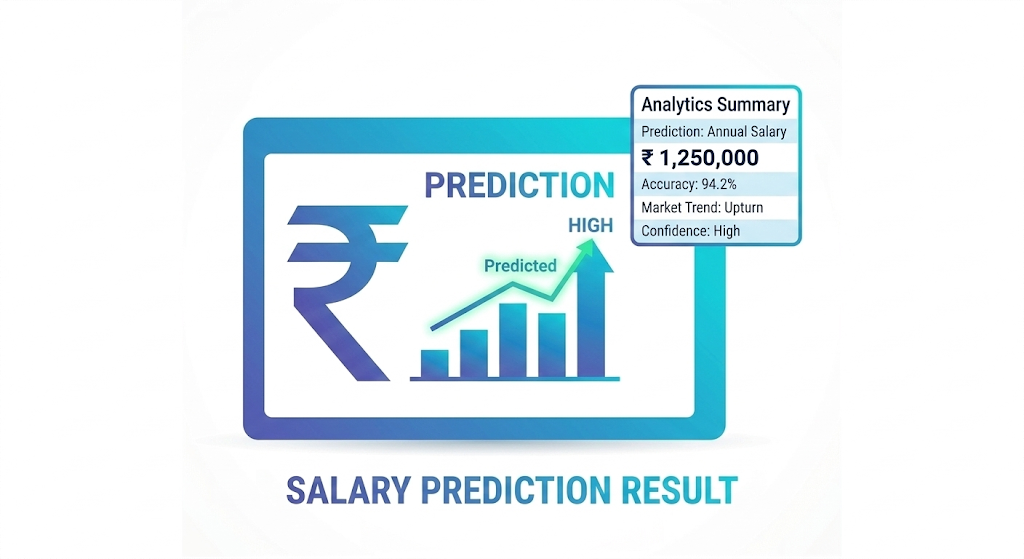 Analytics Summary
Prediction: Annual Salary
₹ 1,250,000
Accuracy: 94.2%
Market Trend: Upturn
Confidence: High
PREDICTION
HIGH
Predicted
₹
SALARY PREDICTION RESULT